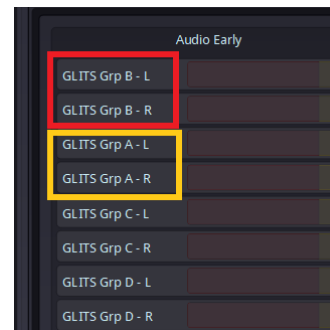 Audio Early
GLITS Grp B - L
GLITS Grp B - R
GLITS Grp A - L
GLITS Grp A - R
GLITS Grp C - L
GLITS Grp C - R
GLITS Grp D - L
GLITS Grp D - R